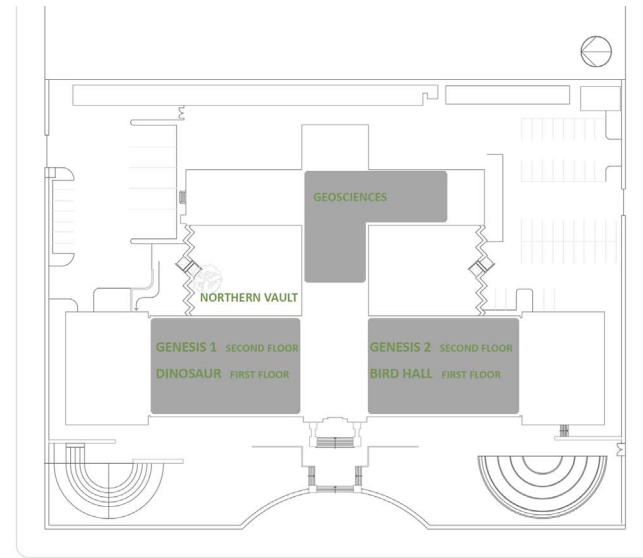 GEOSCIENCES
NORTHERN VAULT
GENESIS 1 SECOND FLOOR
DINOSAUR FIRST FLOOR
GENESIS 2 SECOND FLOOR
BIRD HALL FIRST FLOOR